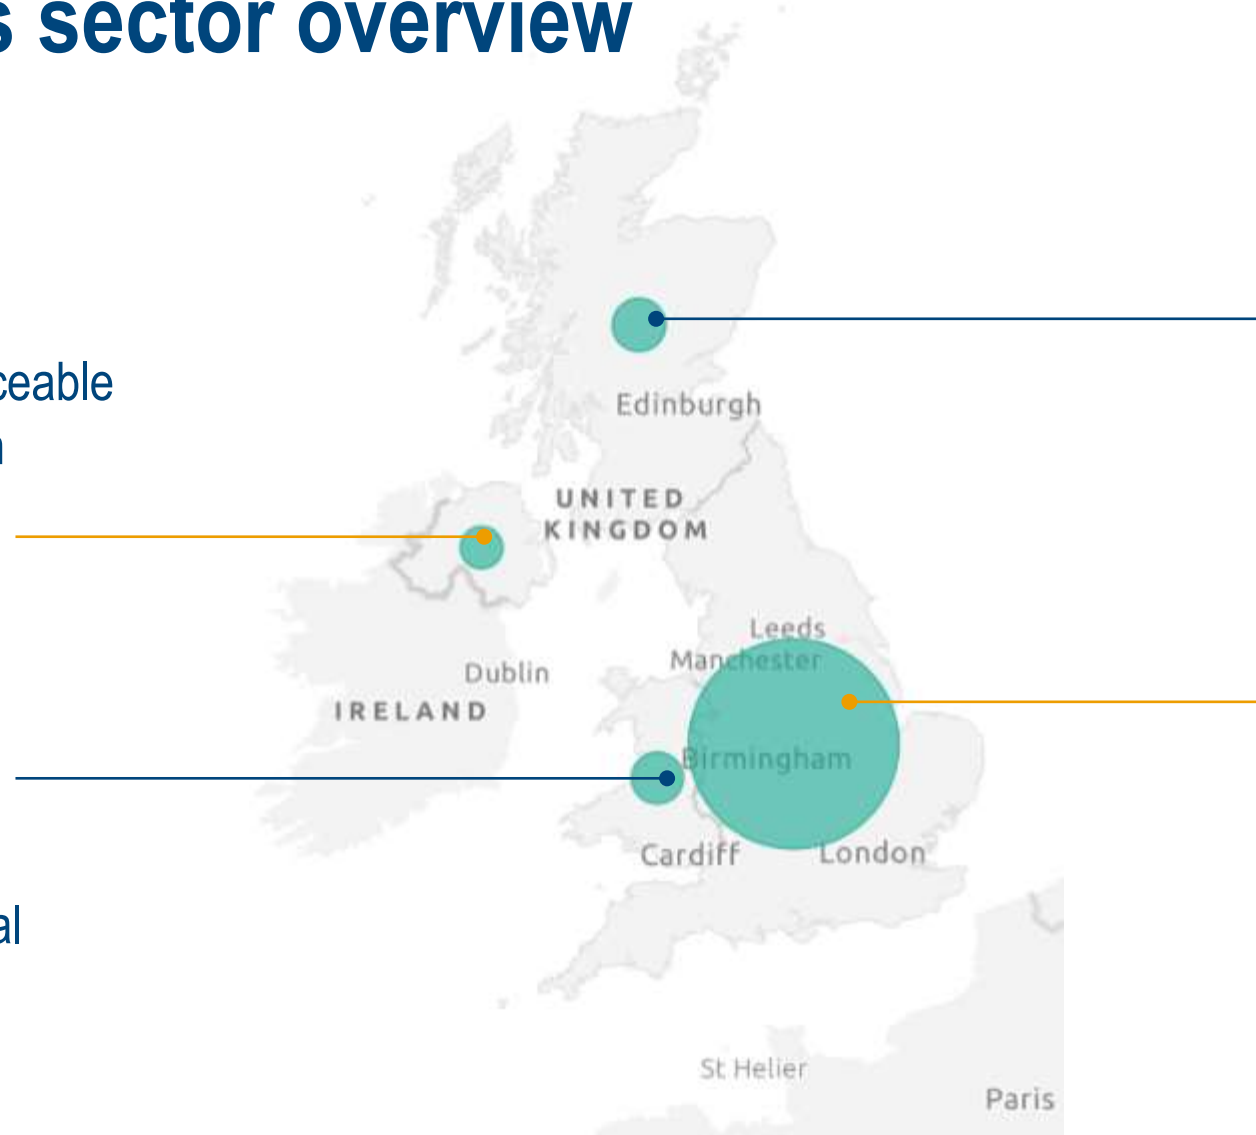 s sector overview
ceable
n
Edinburgh
UNITED
KINGDOM
Leeds
Manchester
Dublin
IRELAND
Birmingham
Cardiff
London
al
St Helier
Paris